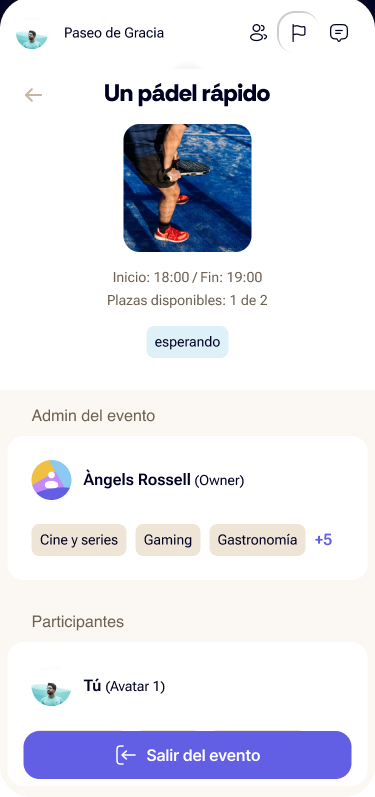 Paseo de Gracia
Un pádel rápido
Inicio: 18:00 / Fin: 19:00
Plazas disponibles: 1 de 2
esperando
Admin del evento
Àngels Rossell (Owner)
Cine y series Gaming Gastronomía +5
Participantes
Tú (Avatar 1)
Salir del evento